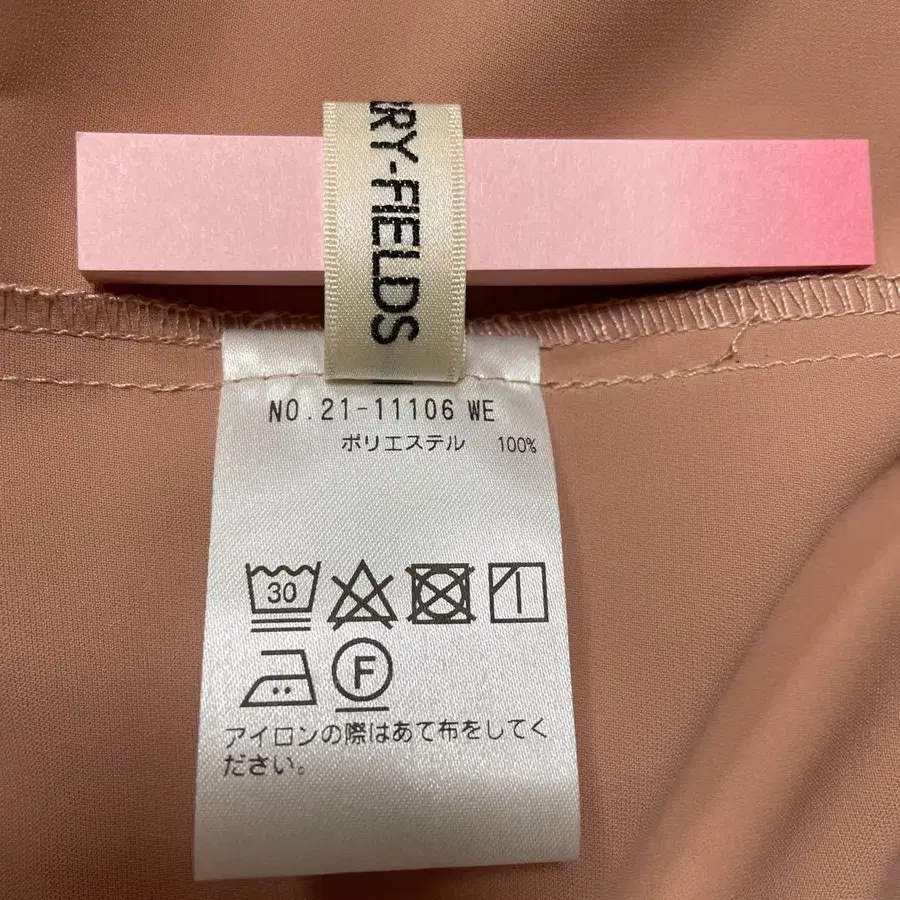 RY-FIELDS
NO.21-11106 WE
ポリエステル 100%
30
F
アイロンの際はあて布をしてく
ださい。